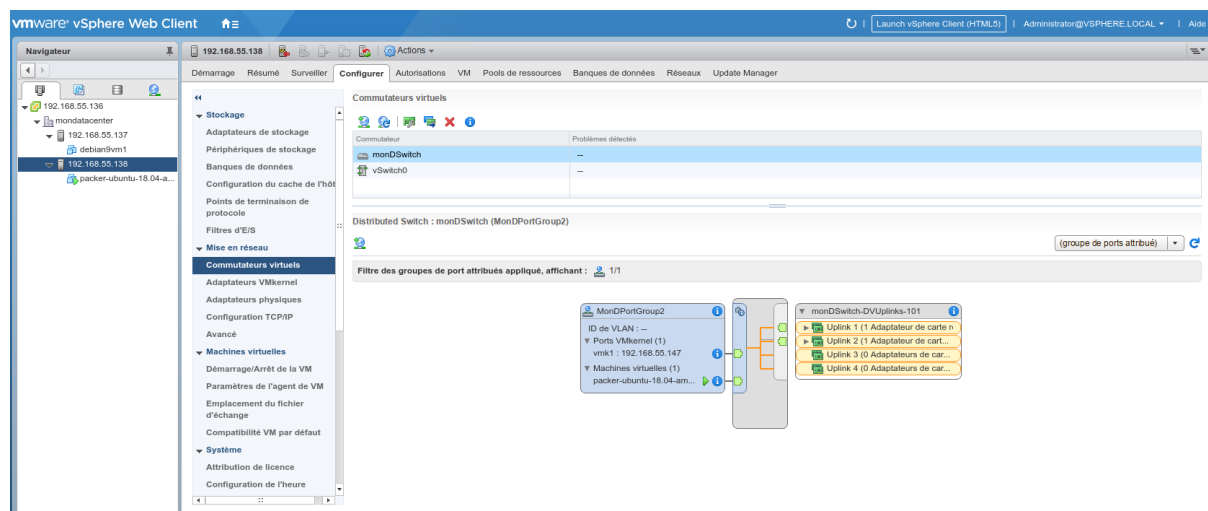 vmware® vSphere Web Client
Launch vSphere Client (HTML5)
Administrator@VSPHERE.LOCAL
Aide
Navigateur
192.168.55.138
Actions
Démarrage Résumé Surveiller Configurer Autorisations VM Pools de ressources Banques de données Réseaux Update Manager
192.168.55.136
mondatacenter
192.168.55.137
debian9vm1
192.168.55.138
packer-ubuntu-18.04-a...
Stockage
Adaptateurs de stockage
Périphériques de stockage
Banques de données
Configuration du cache de l'hôt
Points de terminaison de
protocole
Filtres d'E/S
Mise en réseau
Commutateurs virtuels
Adaptateurs VMkernel
Adaptateurs physiques
Configuration TCP/IP
Avancé
Machines virtuelles
Démarrage/Arrêt de la VM
Paramètres de l'agent de VM
Emplacement du fichier
d'échange
Compatibilité VM par défaut
Système
Attribution de licence
Configuration de l'heure
Commutateurs virtuels
Commutateur Problèmes détectés
monDSwitch --
vSwitch0 --
Distributed Switch : monDSwitch (MonDPortGroup2)
(groupe de ports attribué)
Filtre des groupes de port attribués appliqué, affichant : 1/1
MonDPortGroup2
ID de VLAN : --
Ports VMkernel (1)
vmk1 : 192.168.55.147
Machines virtuelles (1)
packer-ubuntu-18.04-am...
monDSwitch-DVUplinks-101
Uplink 1 (1 Adaptateur de carte r
Uplink 2 (1 Adaptateur de cart...
Uplink 3 (0 Adaptateurs de car...
Uplink 4 (0 Adaptateurs de car...